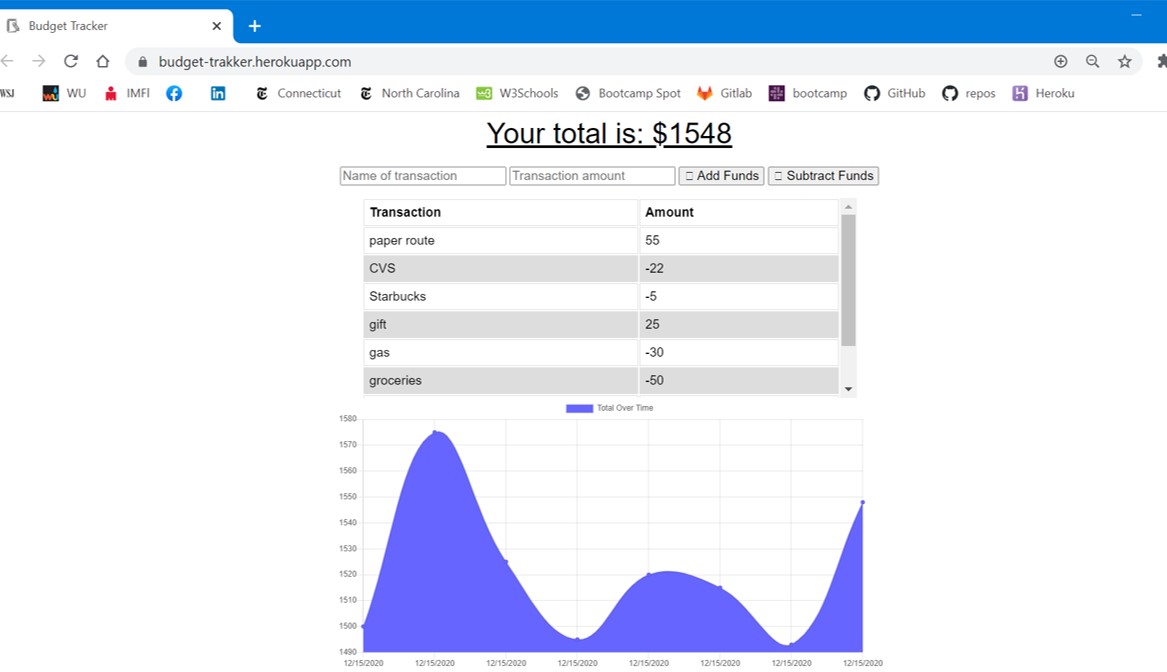 Budget Tracker
budget-trakker.herokuapp.com
WSJ WU IMFl Connecticut North Carolina W3Schools Bootcamp Spot Gitlab bootcamp GitHub repos Heroku
Your total is: $1548
Name of transaction Transaction amount Add Funds Subtract Funds
Transaction Amount
paper route 55
CVS -22
Starbucks -5
gift 25
gas -30
groceries -50
Total Over Time
1580
1570
1560
1550
1540
1530
1520
1510
1500
1490
12/15/2020 12/15/2020 12/15/2020 12/15/2020 12/15/2020 12/15/2020 12/15/2020 12/15/2020